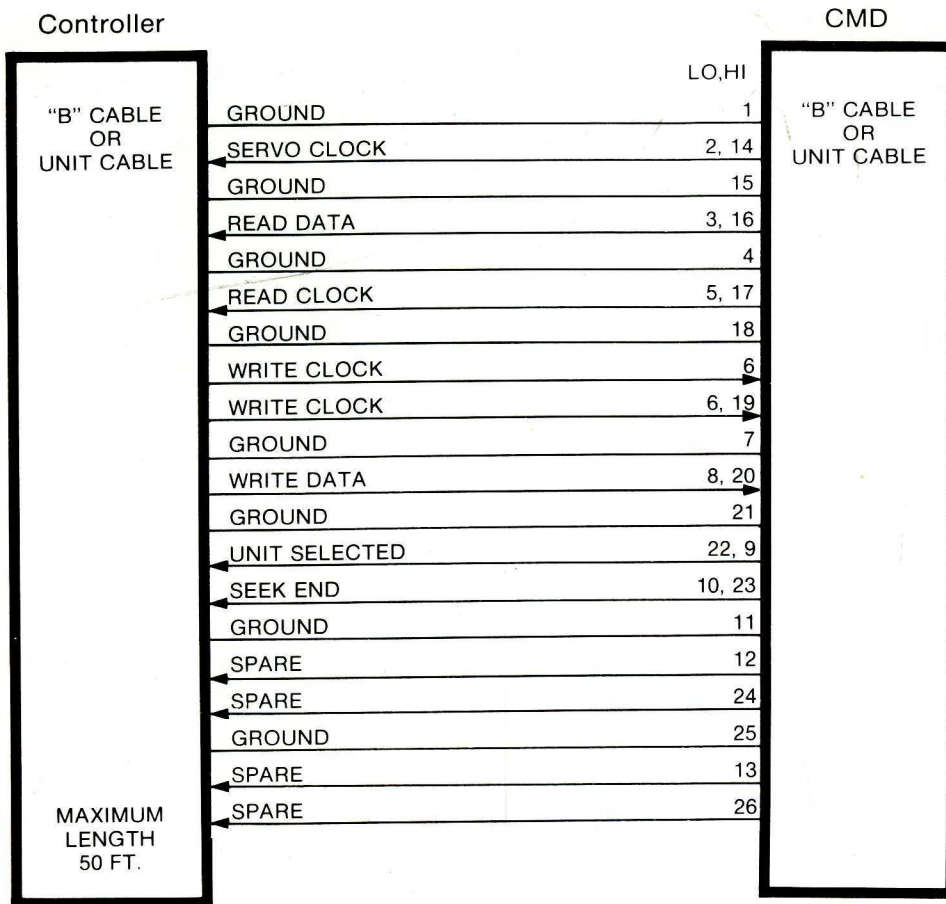 Controller
CMD
LO,HI
"B" CABLE
OR
UNIT CABLE
"B" CABLE
OR
UNIT CABLE
GROUND 1
SERVO CLOCK 2, 14
GROUND 15
READ DATA 3, 16
GROUND 4
READ CLOCK 5, 17
GROUND 18
WRITE CLOCK 6
WRITE CLOCK 6, 19
GROUND 7
WRITE DATA 8, 20
GROUND 21
UNIT SELECTED 22, 9
SEEK END 10, 23
GROUND 11
SPARE 12
SPARE 24
GROUND 25
SPARE 13
SPARE 26
MAXIMUM
LENGTH
50 FT.